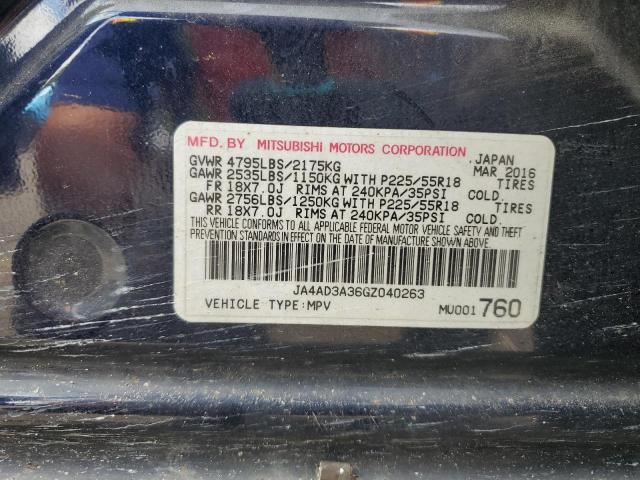 MFD. BY MITSUBISHI MOTORS CORPORATION JAPAN
GVWR 4795LBS/2175KG MAR 2016
GAWR 2535LBS/1150KG WITH P225/55R18 TIRES
FR 18X7.0J RIMS AT 240KPA/35PSI COLD.
GAWR 2756LBS/1250KG WITH P225/55R18 TIRES
RR 18X7.0J RIMS AT 240KPA/35PSI COLD.
THIS VEHICLE CONFORMS TO ALL APPLICABLE FEDERAL MOTOR VEHICLE SAFETY AND THEFT
PREVENTION STANDARDS IN EFFECT ON THE DATE OF MANUFACTURE SHOWN ABOVE.
JA4AD3A36GZ040263
VEHICLE TYPE:MPV MU001760